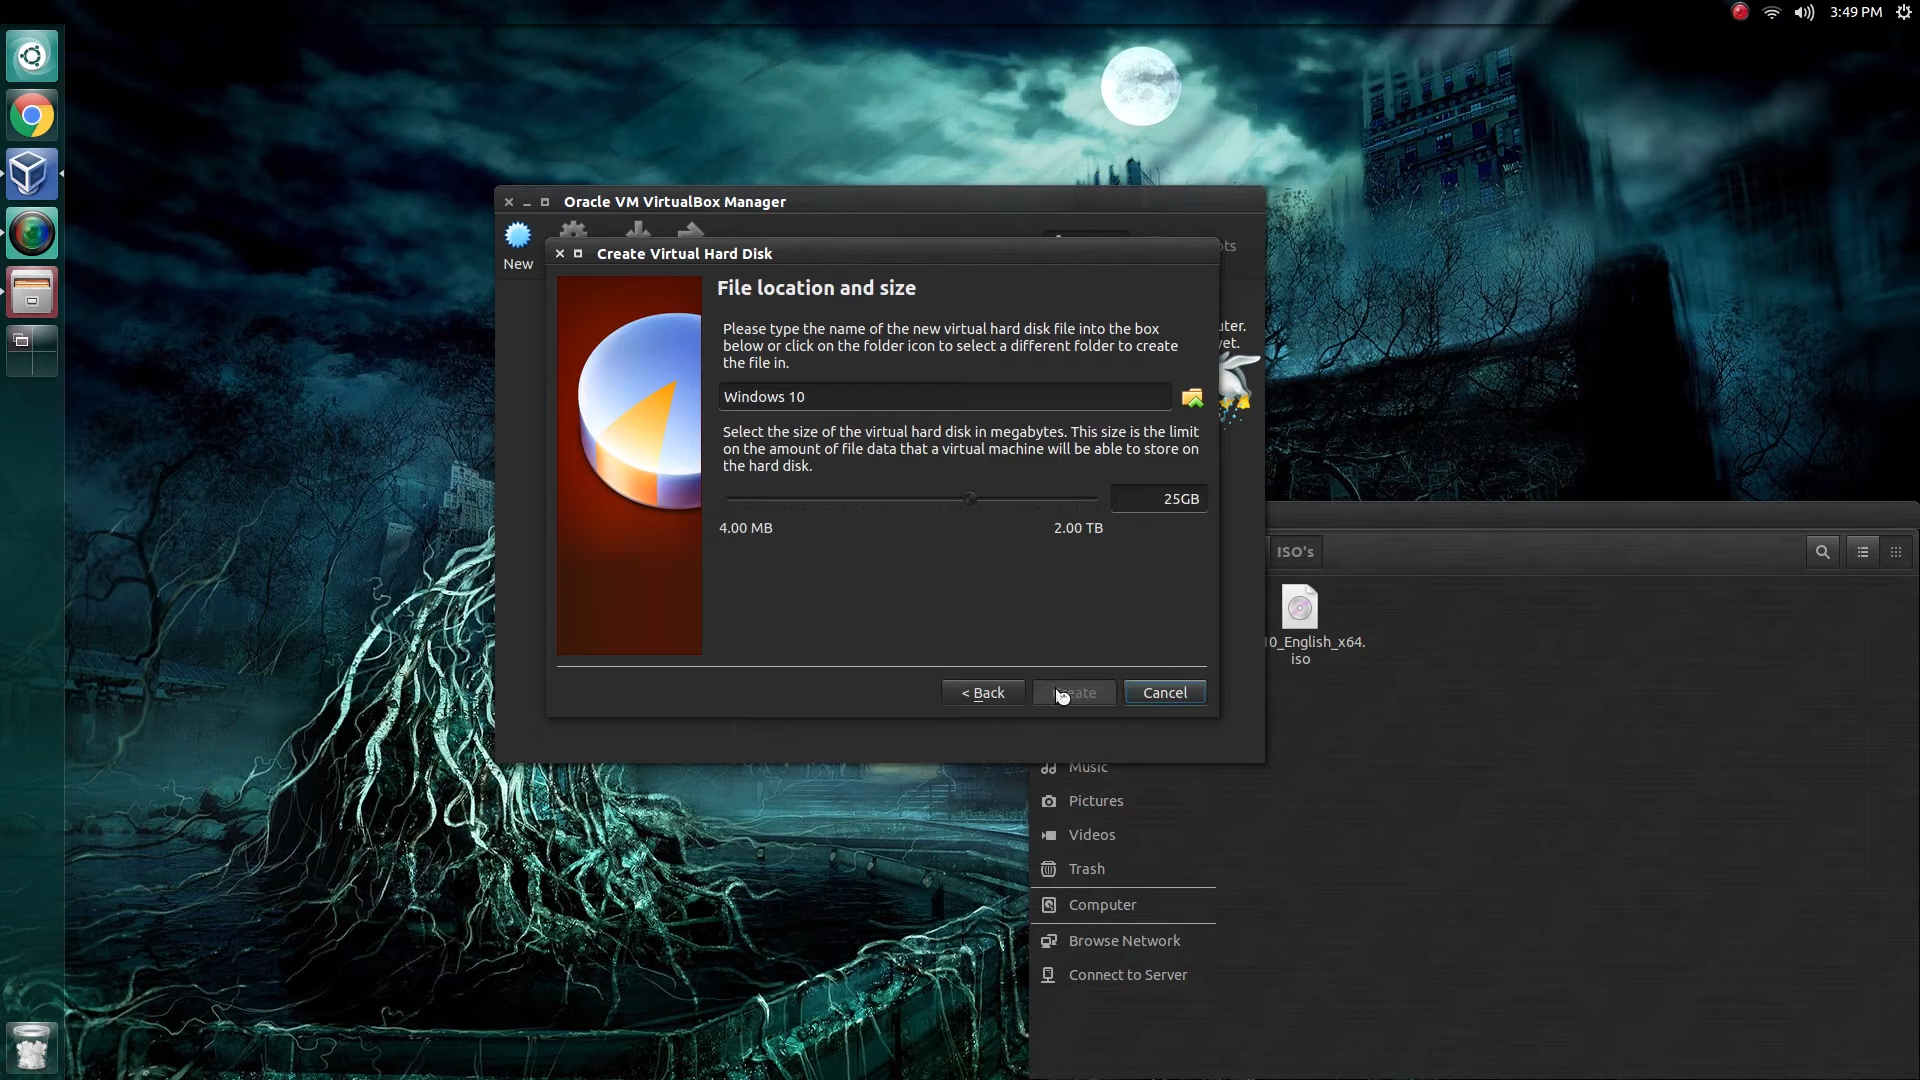 3:49 PM
Oracle VM VirtualBox Manager
New
ots
Create Virtual Hard Disk
File location and size
Please type the name of the new virtual hard disk file into the box
below or click on the folder icon to select a different folder to create
the file in.
uter.
yet.
Windows 10
Select the size of the virtual hard disk in megabytes. This size is the limit
on the amount of file data that a virtual machine will be able to store on
the hard disk.
25GB
4.00 MB
2.00 TB
< Back
Cancel
ISO's
10_English_x64.
iso
Music
Pictures
Videos
Trash
Computer
Browse Network
Connect to Server